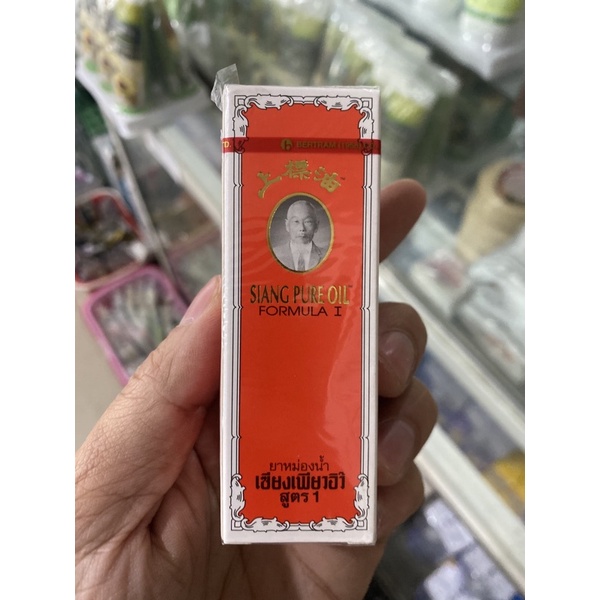 BERTRAM
上標油
SIANG PURE OIL
FORMULA I
ยาหม่องน้ำ
เซียงเพียวอิ๊ว
สูตร 1